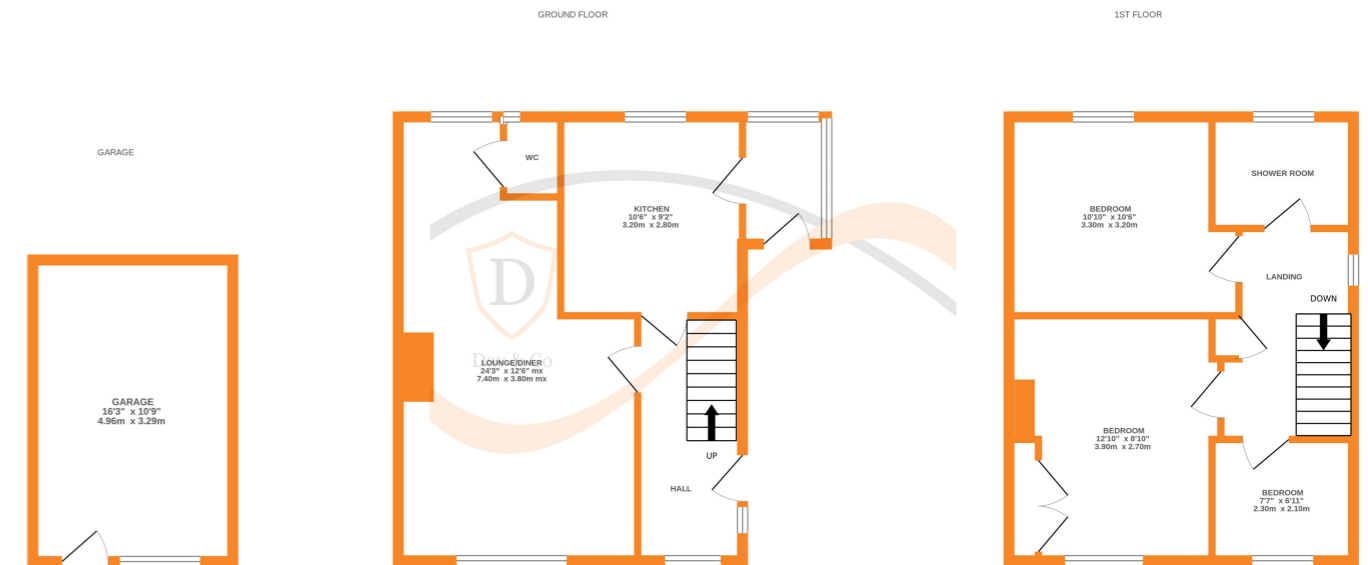 GROUND FLOOR
1ST FLOOR
GARAGE
GARAGE
16'3" x 10'9"
4.96m x 3.29m
WC
KITCHEN
10'6" x 9'2"
3.20m x 2.80m
D
LOUNGE/DINER
24'3" x 12'6" mx
7.40m x 3.80m mx
UP
HALL
SHOWER ROOM
BEDROOM
10'10" x 10'6"
3.30m x 3.20m
LANDING
DOWN
BEDROOM
12'10" x 8'10"
3.90m x 2.70m
BEDROOM
7'7" x 6'11"
2.30m x 2.10m